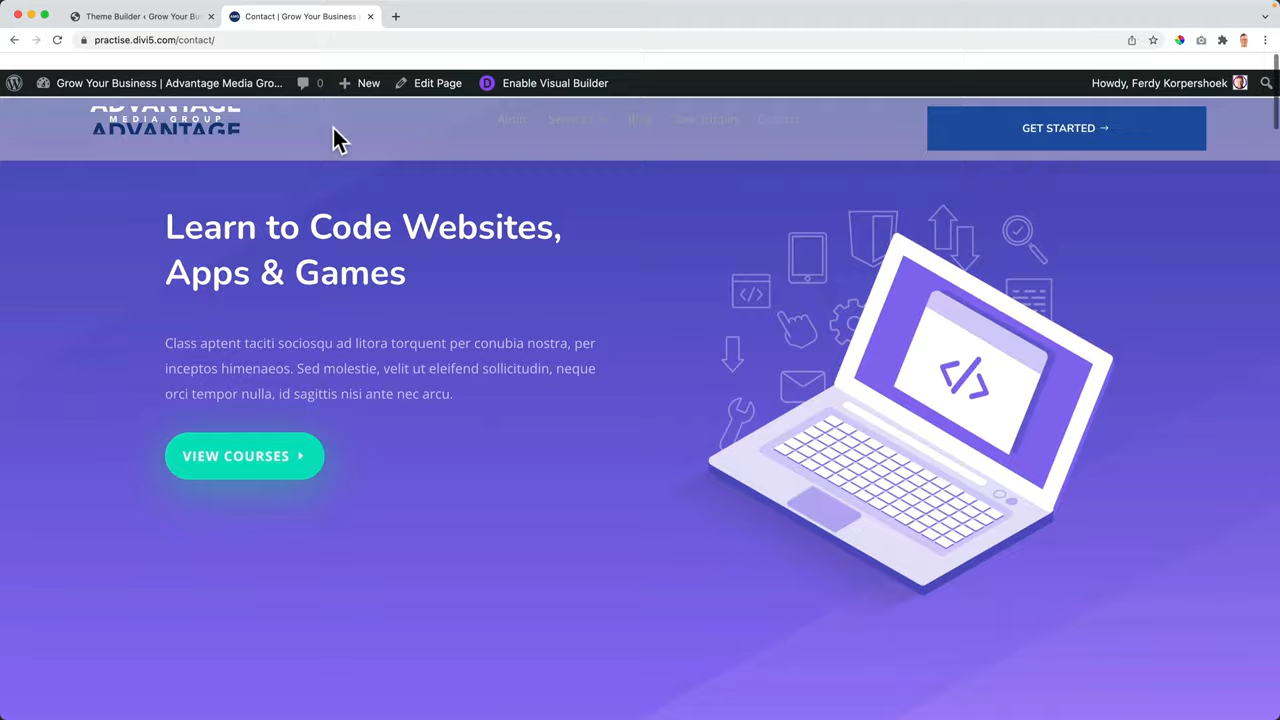 Theme Builder ‹ Grow Your Bu
Contact | Grow Your Business
practise.divi5.com/contact/
Grow Your Business | Advantage Media Gro...
0
New
Edit Page
Enable Visual Builder
Howdy, Ferdy Korpershoek
ADVANTAGE
MEDIA GROUP
ADVANTAGE
About
Services
Blog
Case Studies
Contact
GET STARTED →
Learn to Code Websites,
Apps & Games
Class aptent taciti sociosqu ad litora torquent per conubia nostra, per
inceptos himenaeos. Sed molestie, velit ut eleifend sollicitudin, neque
orci tempor nulla, id sagittis nisi ante nec arcu.
VIEW COURSES